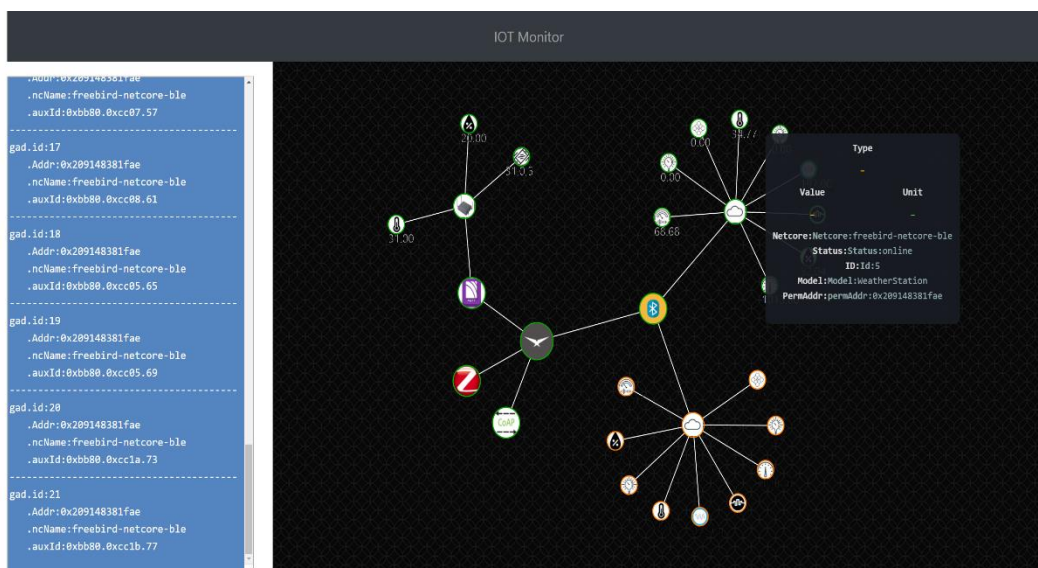 IOT Monitor
.Addr:0x209148381fae
.ncName:freebird-netcore-ble
.auxId:0xbb80.0xcc07.57
------------------------------------
gad.id:17
.Addr:0x209148381fae
.ncName:freebird-netcore-ble
.auxId:0xbb80.0xcc08.61
------------------------------------
gad.id:18
.Addr:0x209148381fae
.ncName:freebird-netcore-ble
.auxId:0xbb80.0xcc05.65
------------------------------------
gad.id:19
.Addr:0x209148381fae
.ncName:freebird-netcore-ble
.auxId:0xbb80.0xcc05.69
------------------------------------
gad.id:20
.Addr:0x209148381fae
.ncName:freebird-netcore-ble
.auxId:0xbb80.0xcc1a.73
------------------------------------
gad.id:21
.Addr:0x209148381fae
.ncName:freebird-netcore-ble
.auxId:0xbb80.0xcc1b.77
20.00
31.00
0.00
0.00
34.77
68.68
CoAP
Type
-
Value Unit
- -
Netcore:Netcore:freebird-netcore-ble
Status:Status:online
ID:Id:5
Model:Model:WeatherStation
PermAddr:permAddr:0x209148381fae